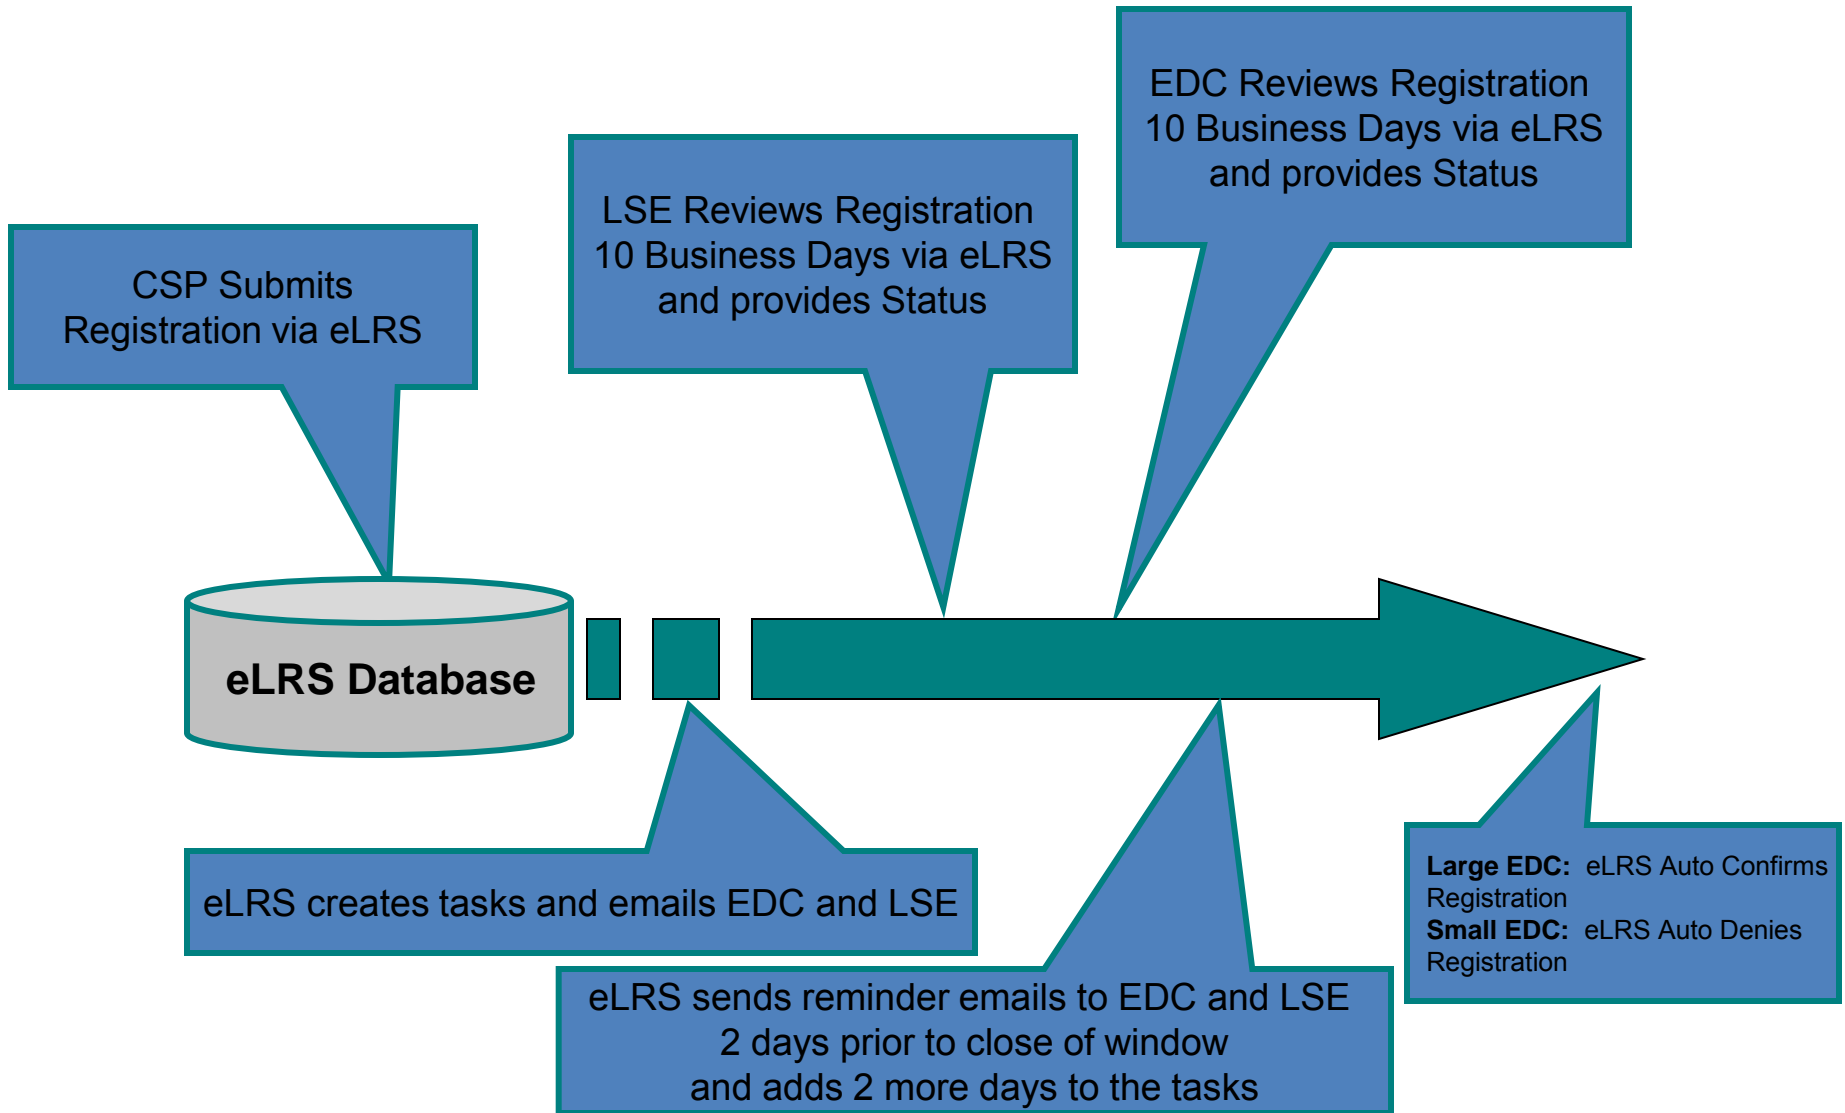 EDC Reviews Registration
10 Business Days via eLRS
and provides Status
LSE Reviews Registration
10 Business Days via eLRS
and provides Status
CSP Submits
Registration via eLRS
eLRS Database
eLRS creates tasks and emails EDC and LSE
Large EDC: eLRS Auto Confirms
Registration
Small EDC: eLRS Auto Denies
Registration
eLRS sends reminder emails to EDC and LSE
2 days prior to close of window
and adds 2 more days to the tasks